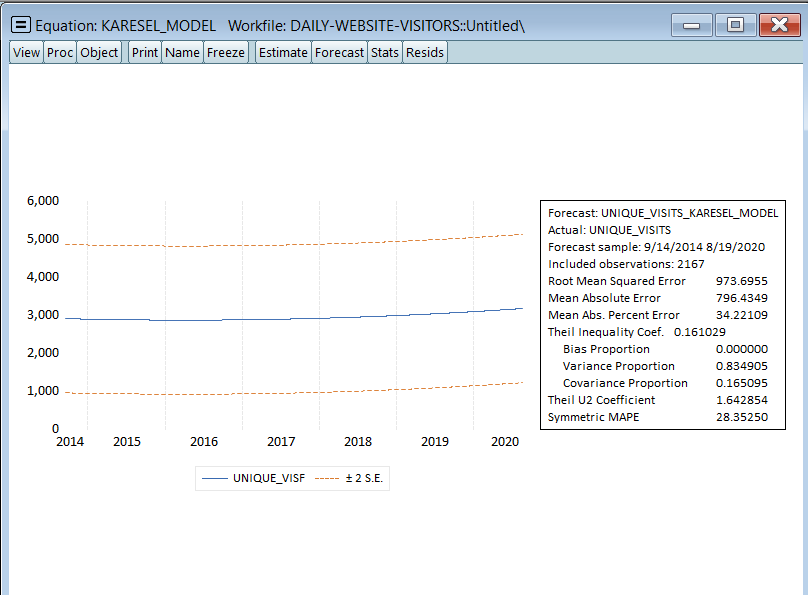 Equation: KARESEL_MODEL Workfile: DAILY-WEBSITE-VISITORS::Untitled\
View Proc Object Print Name Freeze Estimate Forecast Stats Resids
6,000
5,000
4,000
3,000
2,000
1,000
0
2014 2015 2016 2017 2018 2019 2020
UNIQUE_VISF ± 2 S.E.
Forecast: UNIQUE_VISITS_KARESEL_MODEL
Actual: UNIQUE_VISITS
Forecast sample: 9/14/2014 8/19/2020
Included observations: 2167
Root Mean Squared Error 973.6955
Mean Absolute Error 796.4349
Mean Abs. Percent Error 34.22109
Theil Inequality Coef. 0.161029
Bias Proportion 0.000000
Variance Proportion 0.834905
Covariance Proportion 0.165095
Theil U2 Coefficient 1.642854
Symmetric MAPE 28.35250